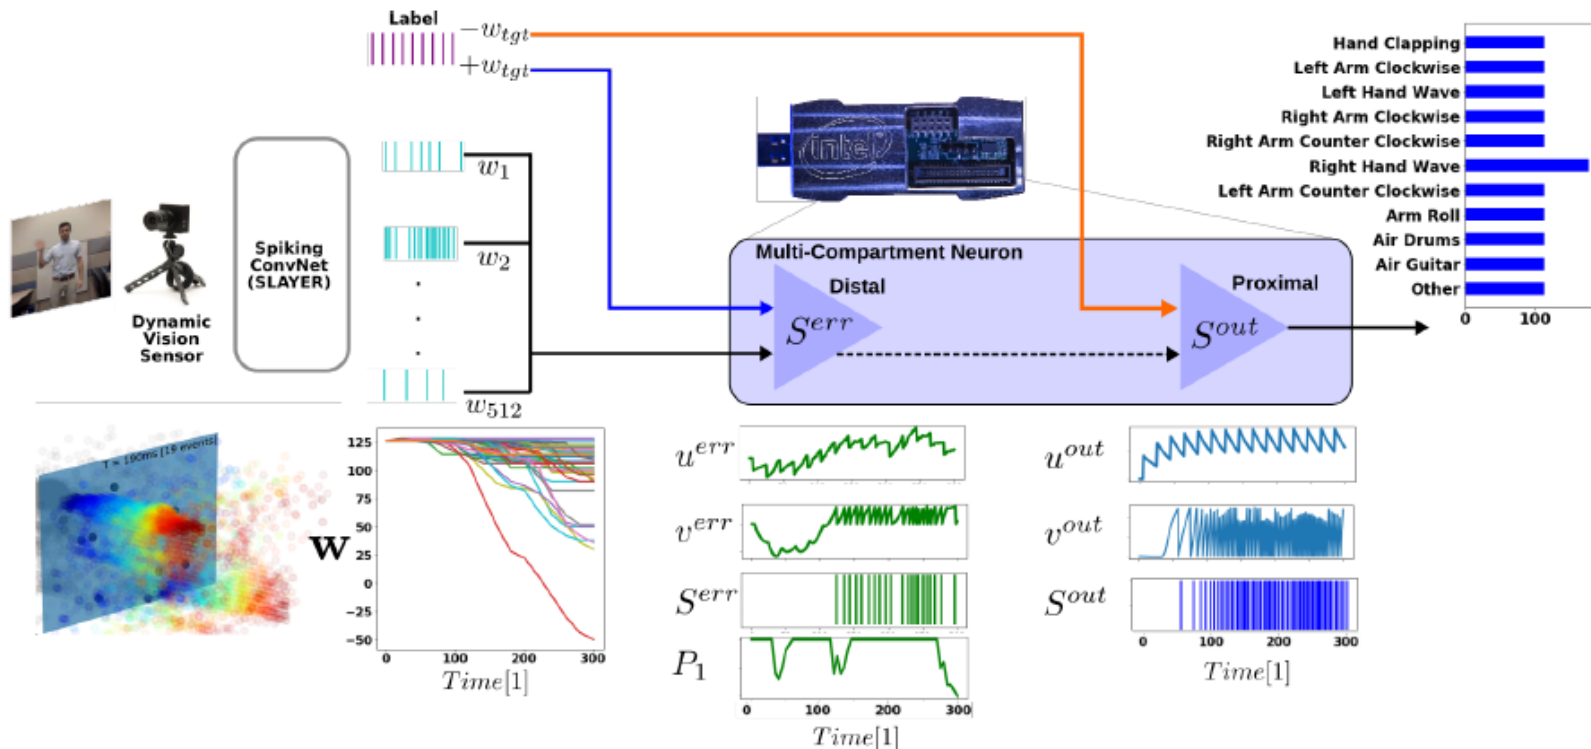 Label
−w_tgt
+w_tgt
w_1
w_2
w_512
Dynamic
Vision
Sensor
Spiking
ConvNet
(SLAYER)
intel
Multi-Compartment Neuron
Distal
S^err
Proximal
S^out
Hand Clapping
Left Arm Clockwise
Left Hand Wave
Right Arm Clockwise
Right Arm Counter Clockwise
Right Hand Wave
Left Arm Counter Clockwise
Arm Roll
Air Drums
Air Guitar
Other
0 100
T = 190ms (19 events)
W
125
100
75
50
25
0
−25
−50
0 100 200 300
Time[1]
u^err
v^err
S^err
P_1
0 100 200 300
Time[1]
u^out
v^out
S^out
0 100 200 300
Time[1]